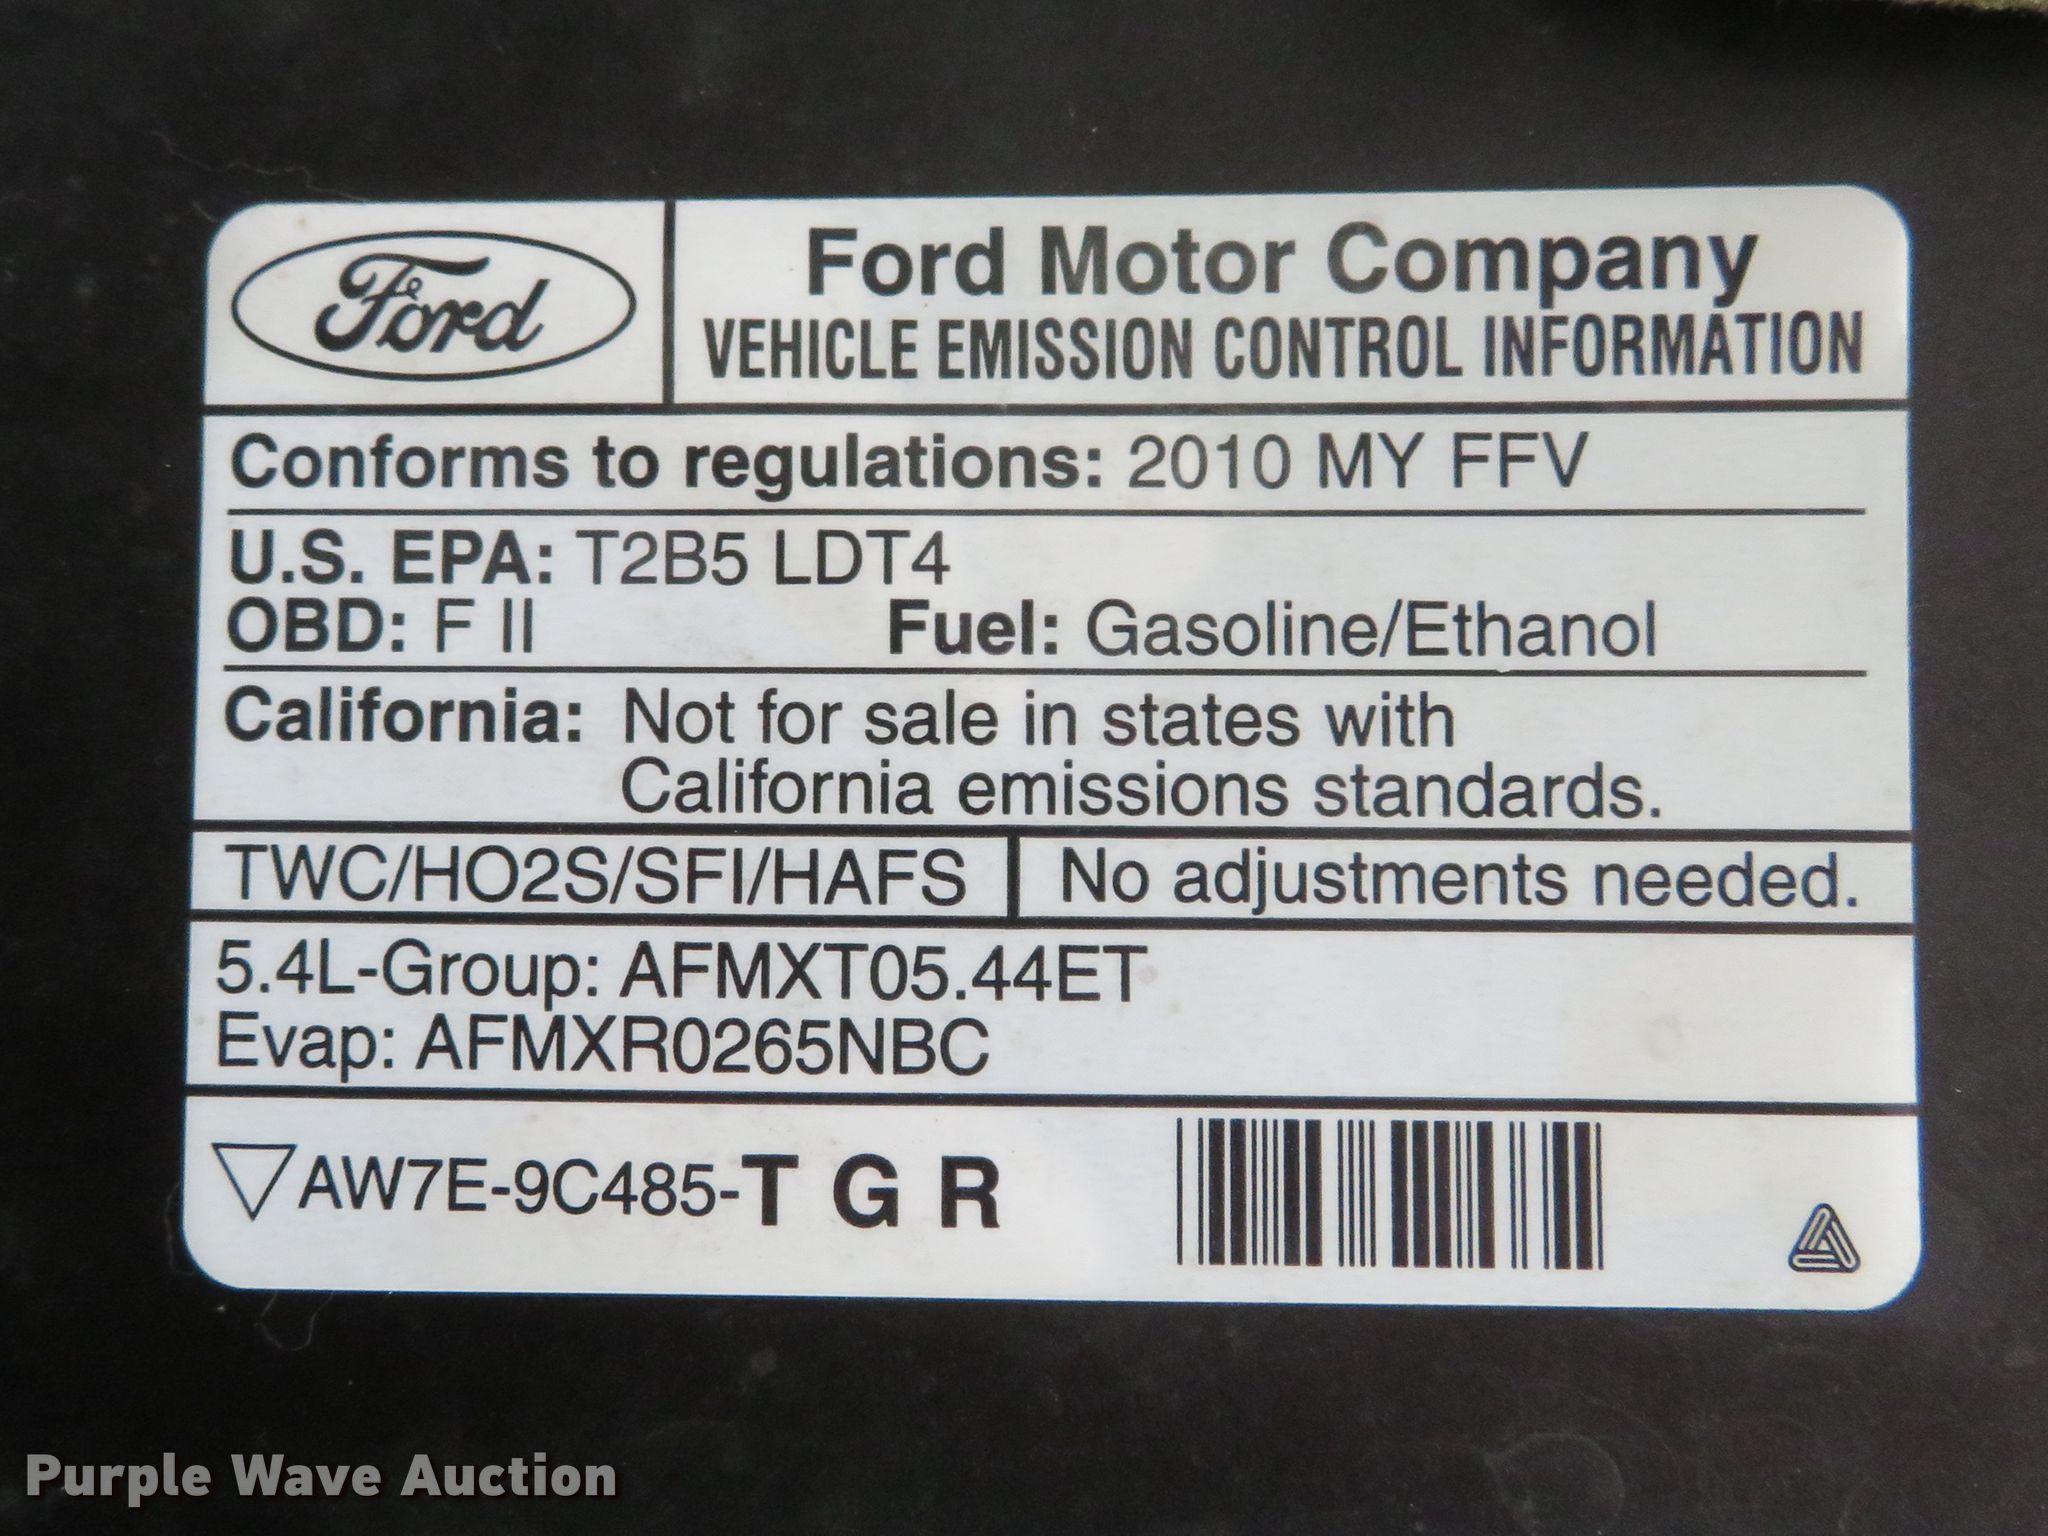 Ford
Ford Motor Company
VEHICLE EMISSION CONTROL INFORMATION
Conforms to regulations: 2010 MY FFV
U.S. EPA: T2B5 LDT4
OBD: F II Fuel: Gasoline/Ethanol
California: Not for sale in states with
California emissions standards.
TWC/HO2S/SFI/HAFS No adjustments needed.
5.4L-Group: AFMXT05.44ET
Evap: AFMXR0265NBC
AW7E-9C485-T G R
Purple Wave Auction